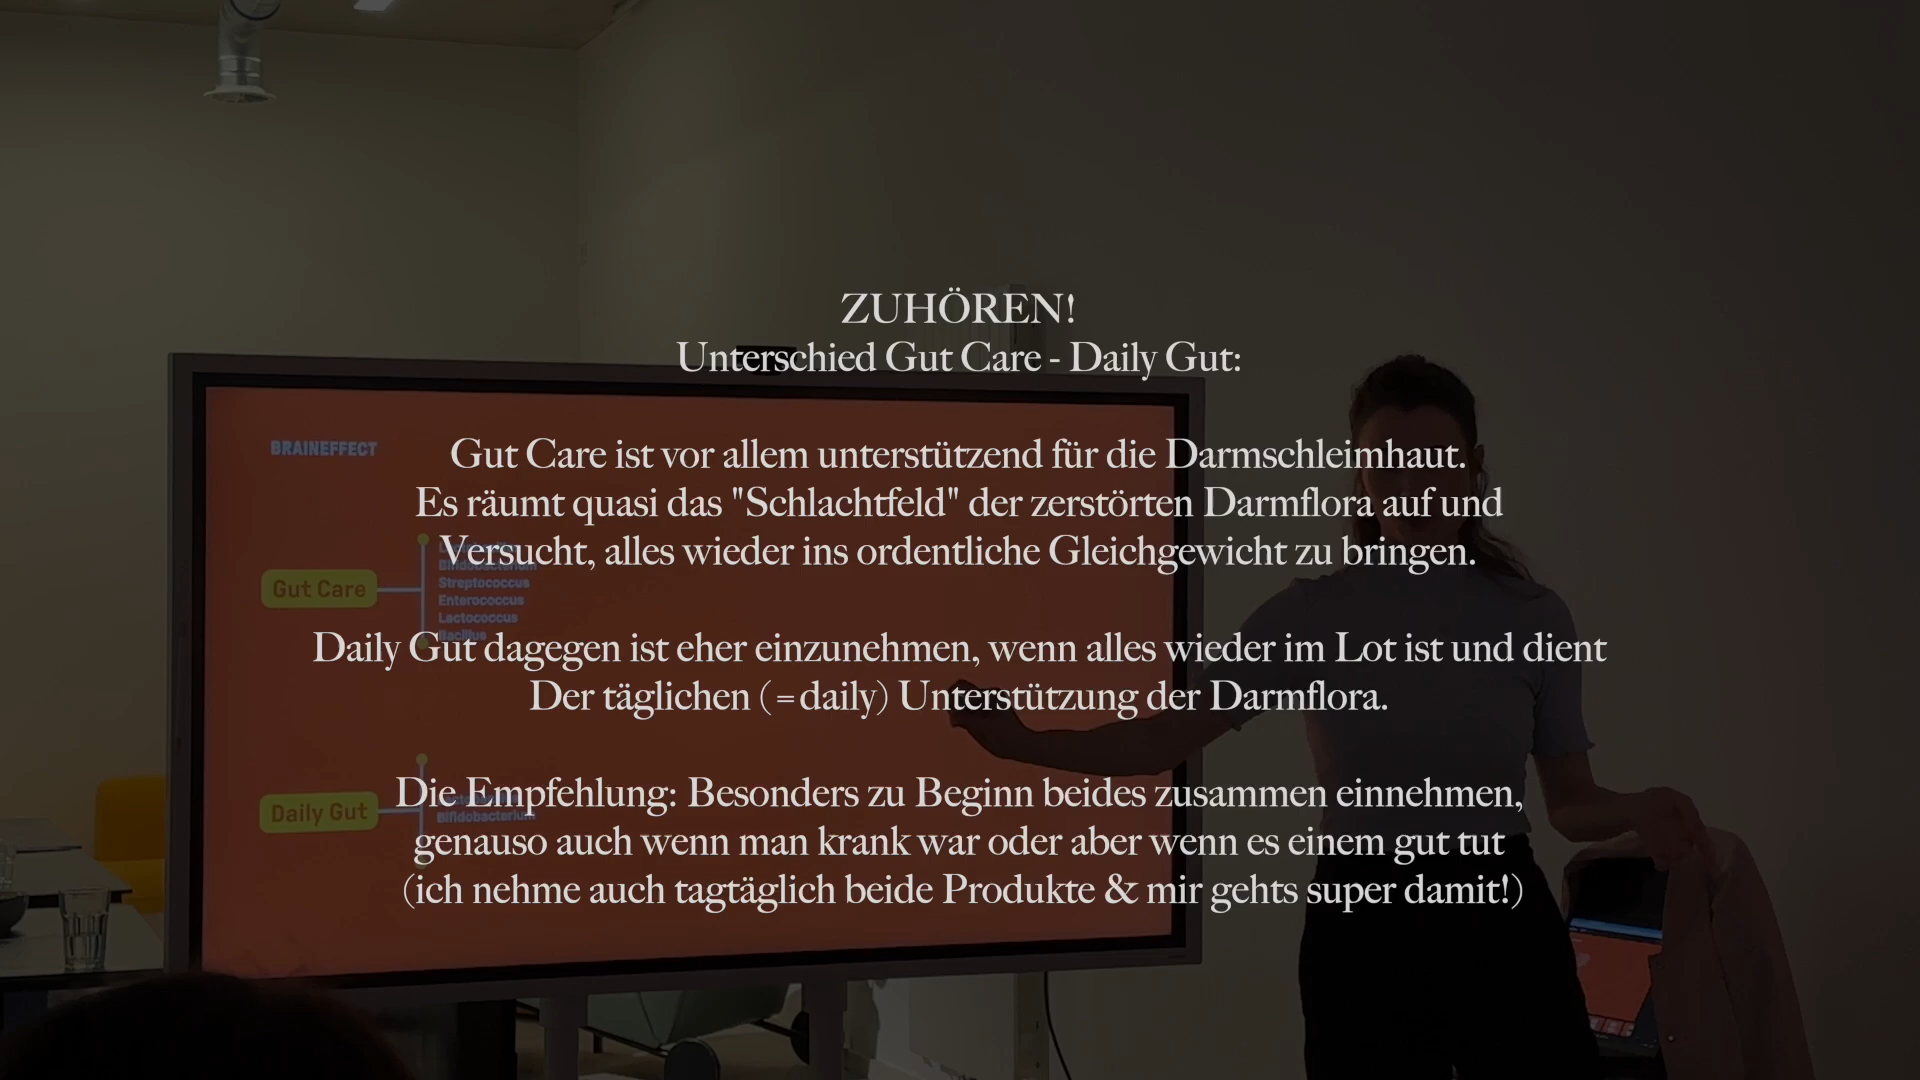 ZUHÖREN!
Unterschied Gut Care - Daily Gut:
Gut Care ist vor allem unterstützend für die Darmschleimhaut.
Es räumt quasi das "Schlachtfeld" der zerstörten Darmflora auf und
Versucht, alles wieder ins ordentliche Gleichgewicht zu bringen.
Daily Gut dagegen ist eher einzunehmen, wenn alles wieder im Lot ist und dient
Der täglichen (=daily) Unterstützung der Darmflora.
Die Empfehlung: Besonders zu Beginn beides zusammen einnehmen,
genauso auch wenn man krank war oder aber wenn es einem gut tut
(ich nehme auch tagtäglich beide Produkte & mir gehts super damit!)
BRAINEFFECT
Gut Care
Bifidobacterium
Streptococcus
Enterococcus
Lactococcus
Bacillus
Daily Gut
Bifidobacterium